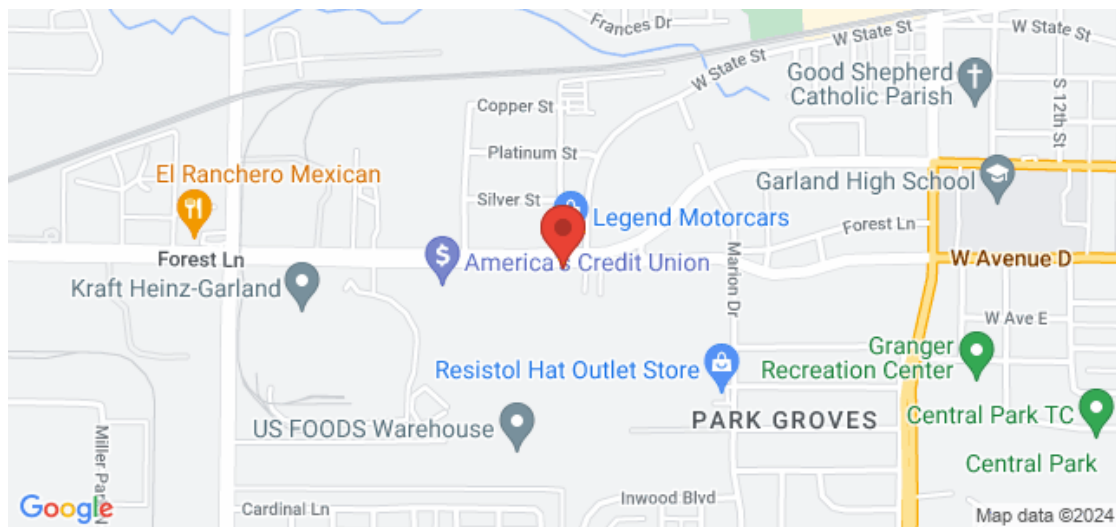 Frances Dr
W State St
W State St
Good Shepherd
Catholic Parish
S 12th St
Copper St
Platinum St
El Ranchero Mexican
Silver St
Garland High School
Legend Motorcars
Forest Ln
Forest Ln
America's Credit Union
W Avenue D
Marion Dr
Kraft Heinz-Garland
W Ave E
Granger
Recreation Center
Resistol Hat Outlet Store
PARK GROVES
Central Park TC
US FOODS Warehouse
Central Park
Inwood Blvd
Cardinal Ln
Google
Map data ©2024